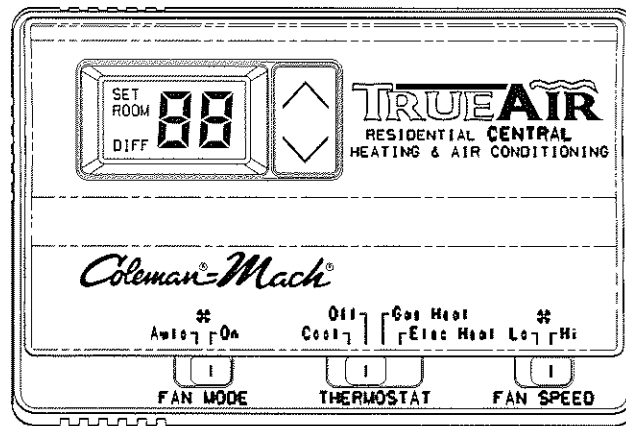 SET
ROOM
88
DIFF
TRUEAIR
RESIDENTIAL CENTRAL
HEATING & AIR CONDITIONING
Coleman®-Mach®
Auto On
Off Gas Heat
Cool Elec Heat
Lo Hi
FAN MODE THERMOSTAT FAN SPEED